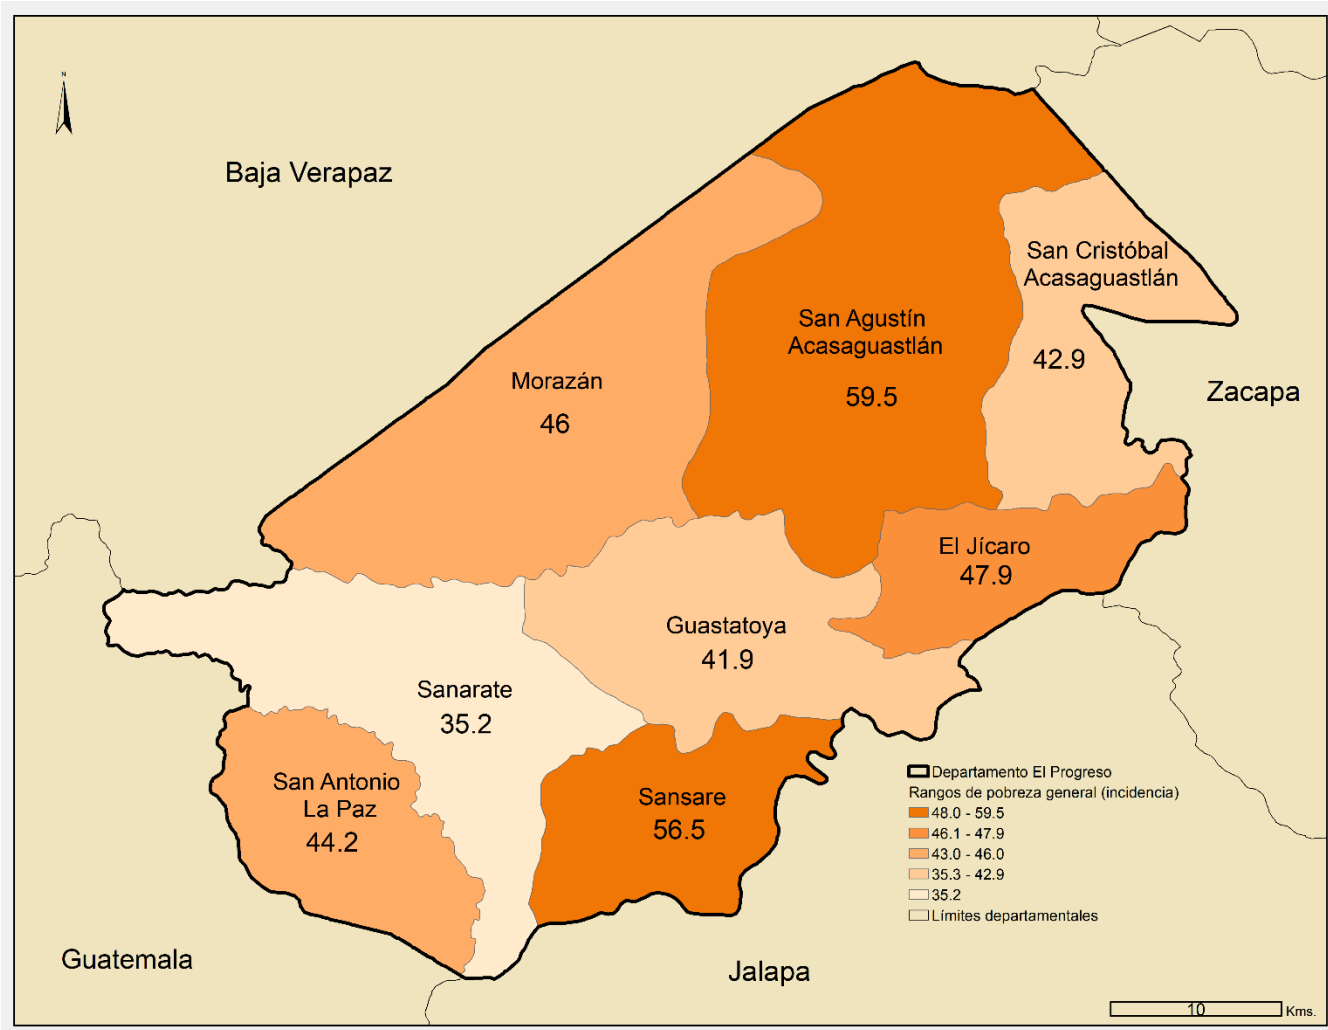 N
Baja Verapaz
San Cristóbal
Acasaguastlán
42.9
San Agustín
Acasaguastlán
59.5
Morazán
46
Zacapa
El Jícaro
47.9
Guastatoya
41.9
Sanarate
35.2
San Antonio
La Paz
44.2
Sansare
56.5
Departamento El Progreso
Rangos de pobreza general (incidencia)
48.0 - 59.5
46.1 - 47.9
43.0 - 46.0
35.3 - 42.9
35.2
Límites departamentales
Guatemala
Jalapa
10 Kms.